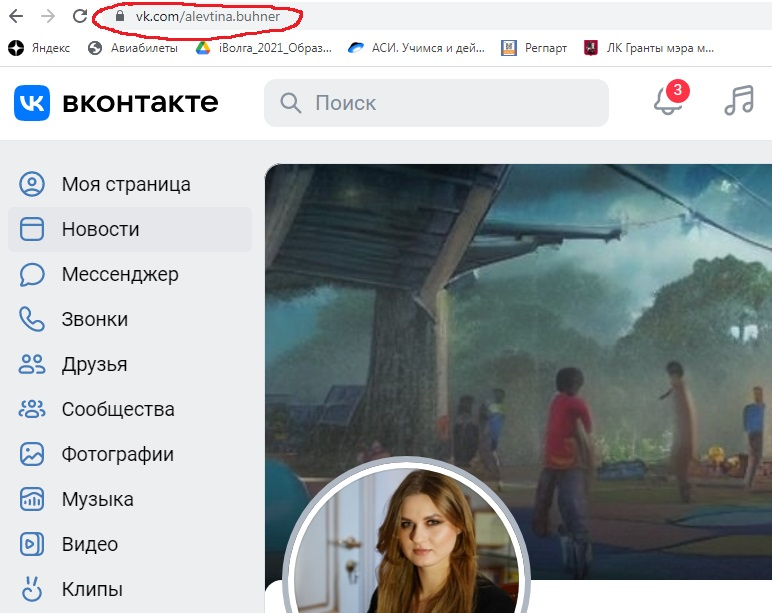 vk.com/alevtina.buhner
Яндекс Авиабилеты iВолга_2021_Образ... АСИ. Учимся и дей... Регпарт ЛК Гранты мэра м...
вконтакте Поиск 3
Моя страница
Новости
Мессенджер
Звонки
Друзья
Сообщества
Фотографии
Музыка
Видео
Клипы